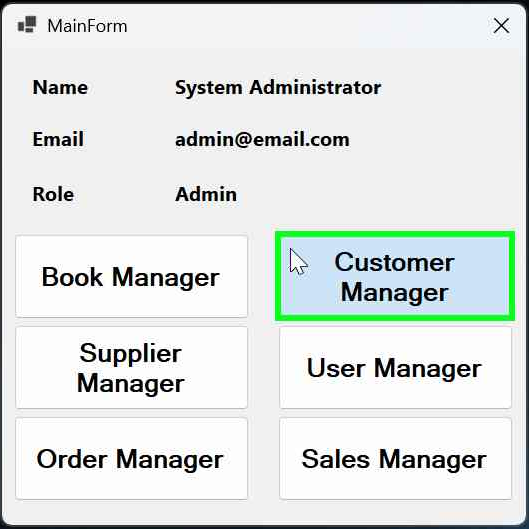 MainForm
Name System Administrator
Email admin@email.com
Role Admin
Book Manager
Customer
Manager
Supplier
Manager
User Manager
Order Manager
Sales Manager